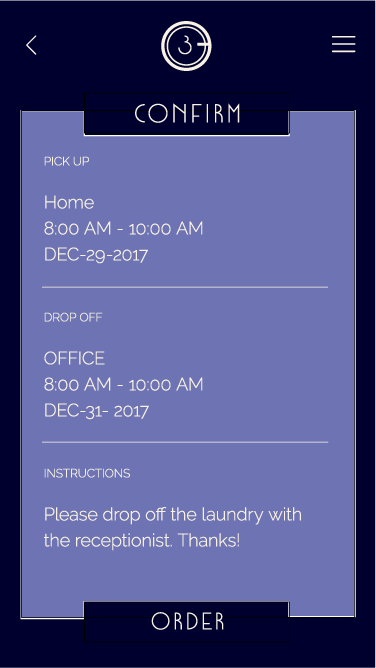 3
CONFIRM
PICK UP
Home
8:00 AM - 10:00 AM
DEC-29-2017
DROP OFF
OFFICE
8:00 AM- 10:00 AM
DEC-31- 2017
INSTRUCTIONS
Please drop off the laundry with
the receptionist. Thanks!
ORDER